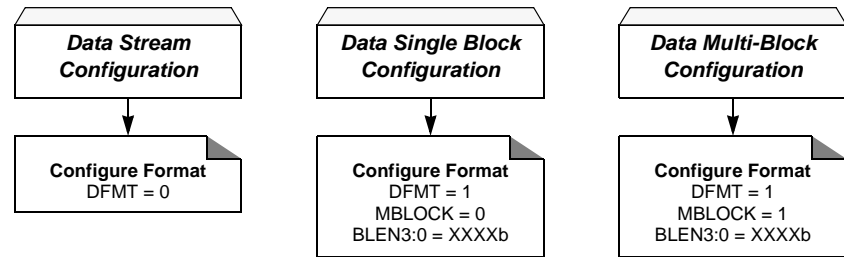 Data Stream
Configuration
Configure Format
DFMT = 0
Data Single Block
Configuration
Configure Format
DFMT = 1
MBLOCK = 0
BLEN3:0 = XXXXb
Data Multi-Block
Configuration
Configure Format
DFMT = 1
MBLOCK = 1
BLEN3:0 = XXXXb